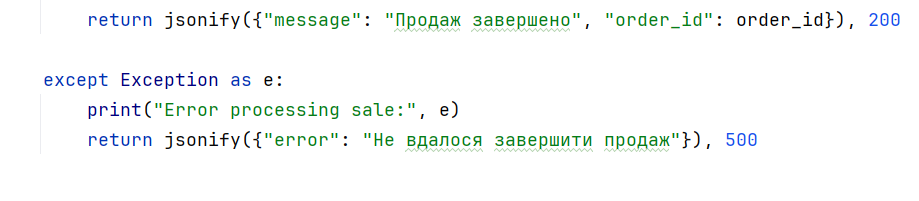 return jsonify({"message": "Продаж завершено", "order_id": order_id}), 200
except Exception as e:
print("Error processing sale:", e)
return jsonify({"error": "Не вдалося завершити продаж"}), 500